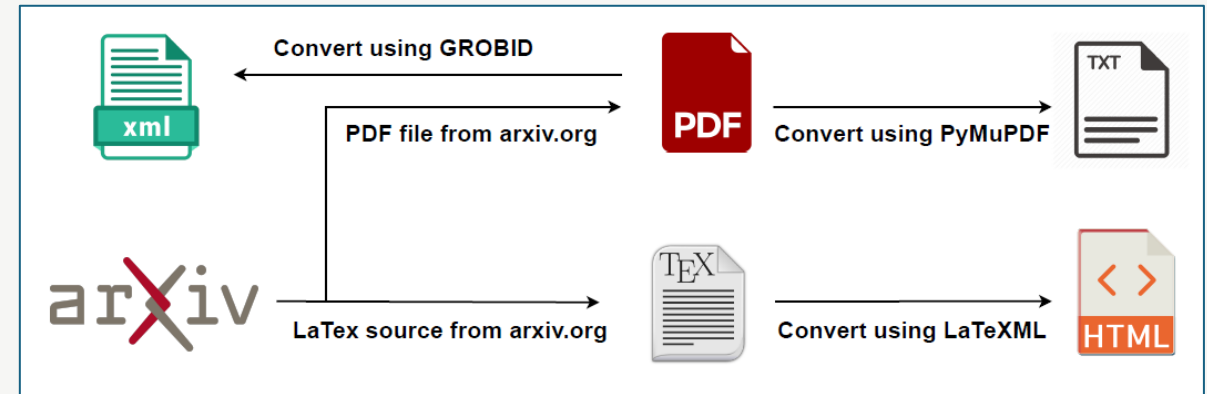 Convert using GROBID
TXT
xml
PDF
PDF file from arxiv.org
Convert using PyMuPDF
arXiv
TEX
LaTex source from arxiv.org
Convert using LaTeXML
HTML